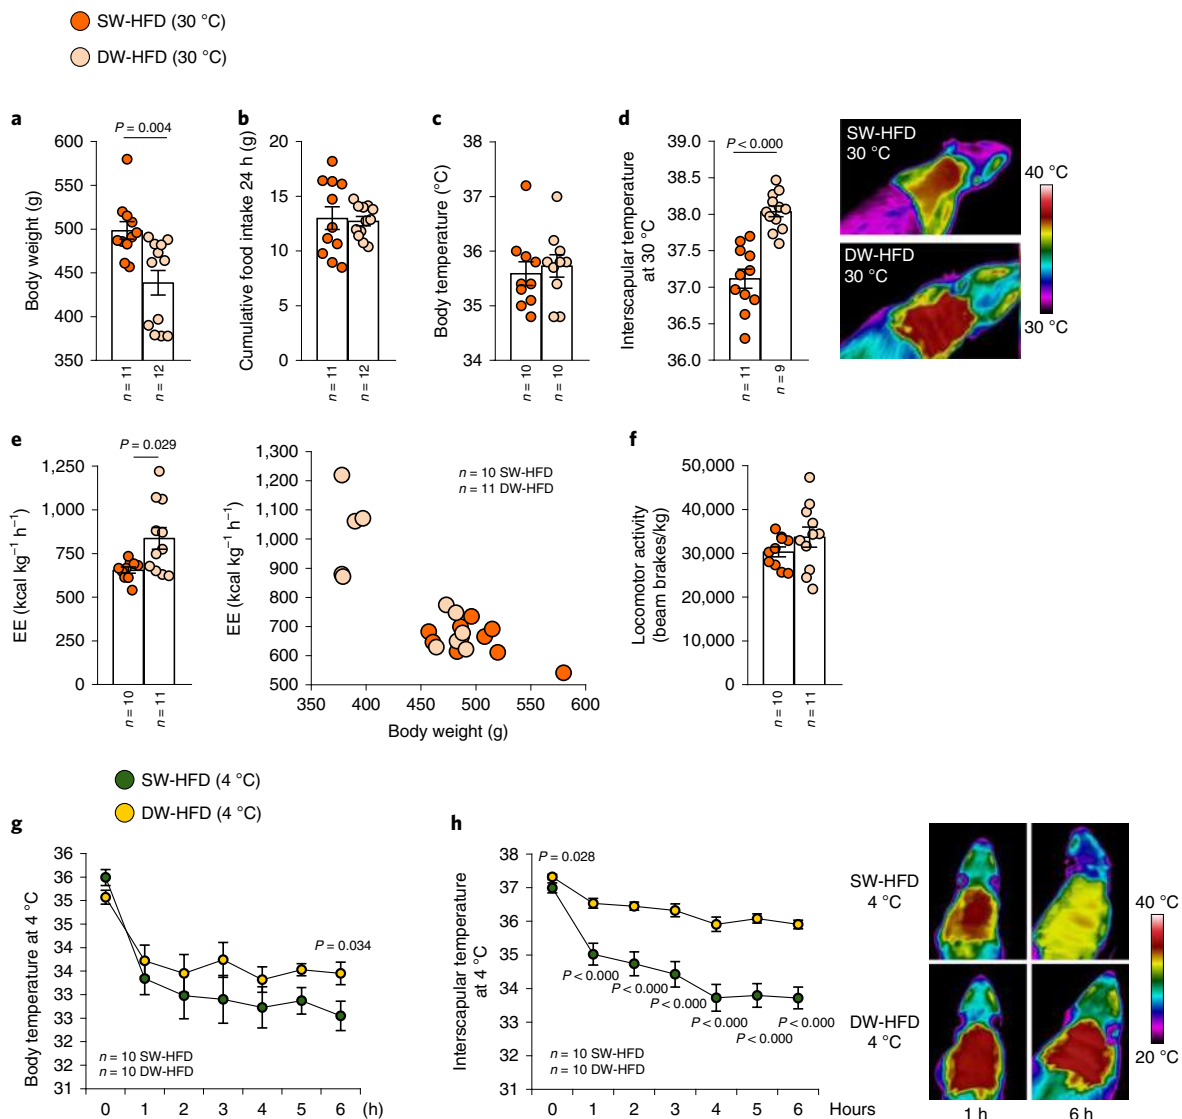 SW-HFD (30 °C)
DW-HFD (30 °C)
a
P = 0.004
Body weight (g)
600
550
500
450
400
350
n = 11
n = 12
b
Cumulative food intake 24 h (g)
20
15
10
5
0
n = 11
n = 12
c
Body temperature (°C)
38
37
36
35
34
n = 10
n = 10
d
P < 0.000
Interscapular temperature
at 30 °C
39.0
38.5
38.0
37.5
37.0
36.5
36.0
n = 11
n = 9
SW-HFD
30 °C
DW-HFD
30 °C
40 °C
30 °C
e
P = 0.029
EE (kcal kg⁻¹ h⁻¹)
1,250
1,000
750
500
250
0
n = 10
n = 11
EE (kcal kg⁻¹ h⁻¹)
1,300
1,200
1,100
1,000
900
800
700
600
500
n = 10 SW-HFD
n = 11 DW-HFD
350 400 450 500 550 600
Body weight (g)
f
Locomotor activity
(beam brakes/kg)
50,000
40,000
30,000
20,000
10,000
0
n = 10
n = 11
SW-HFD (4 °C)
DW-HFD (4 °C)
g
Body temperature at 4 °C
36
36
35
34
34
33
33
32
32
31
P = 0.034
n = 10 SW-HFD
n = 10 DW-HFD
0 1 2 3 4 5 6 (h)
h
Interscapular temperature
at 4 °C
38
37
36
35
34
33
32
31
P = 0.028
P < 0.000
P < 0.000
P < 0.000
P < 0.000
P < 0.000
P < 0.000
n = 10 SW-HFD
n = 10 DW-HFD
0 1 2 3 4 5 6 Hours
SW-HFD
4 °C
DW-HFD
4 °C
40 °C
20 °C
1 h
6 h